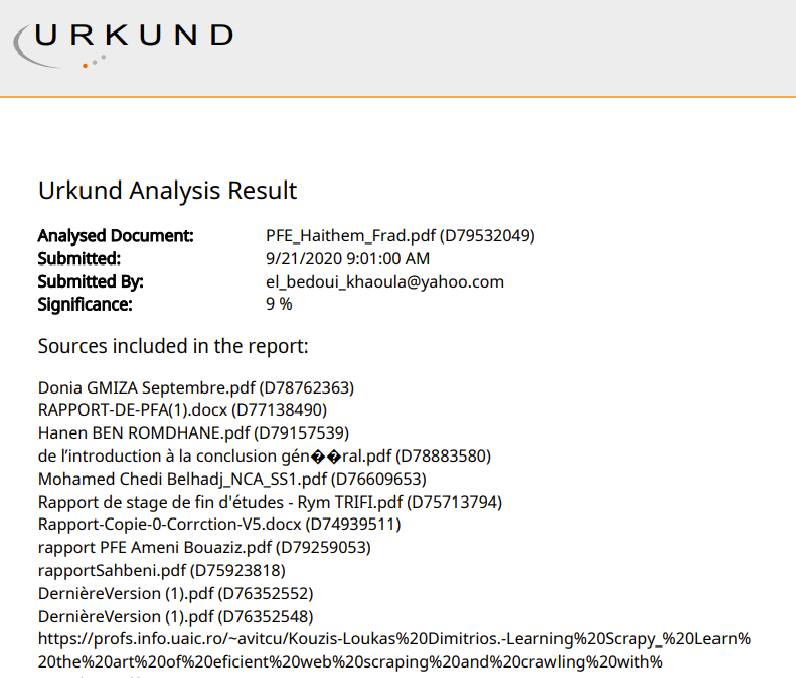 URKUND
Urkund Analysis Result
Analysed Document: PFE_Haithem_Frad.pdf (D79532049)
Submitted: 9/21/2020 9:01:00 AM
Submitted By: el_bedoui_khaoula@yahoo.com
Significance: 9 %
Sources included in the report:
Donia GMIZA Septembre.pdf (D78762363)
RAPPORT-DE-PFA(1).docx (D77138490)
Hanen BEN ROMDHANE.pdf (D79157539)
de l’introduction à la conclusion gén��ral.pdf (D78883580)
Mohamed Chedi Belhadj_NCA_SS1.pdf (D76609653)
Rapport de stage de fin d'études - Rym TRIFI.pdf (D75713794)
Rapport-Copie-0-Corrction-V5.docx (D74939511)
rapport PFE Ameni Bouaziz.pdf (D79259053)
rapportSahbeni.pdf (D75923818)
DernièreVersion (1).pdf (D76352552)
DernièreVersion (1).pdf (D76352548)
https://profs.info.uaic.ro/~avitcu/Kouzis-Loukas%20Dimitrios.-Learning%20Scrapy_%20Learn%
20the%20art%20of%20eficient%20web%20scraping%20and%20crawling%20with%